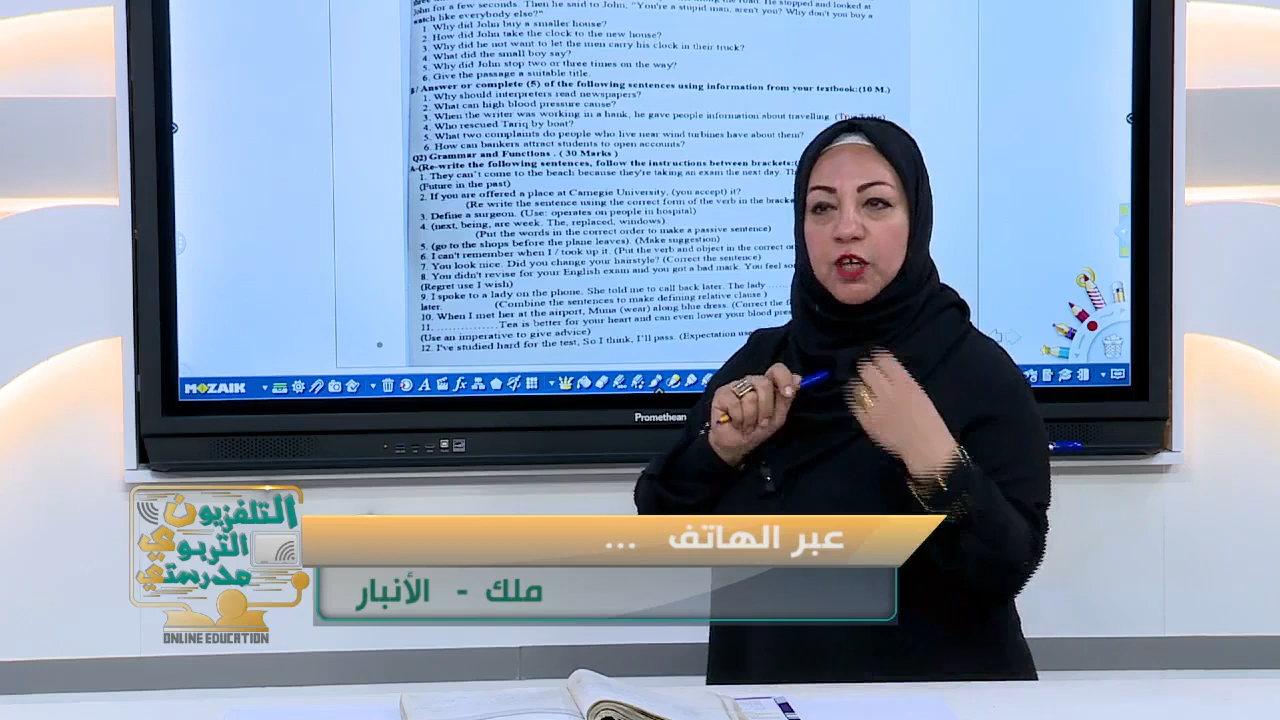 John for a few seconds. Then he said to John, "You're a stupid man, aren't you? Why don't you buy a
watch like everybody else?"
1. Why did John buy a smaller house?
2. How did John take the clock to the new house?
3. Why did he not want to let the men carry his clock in their truck?
4. What did the small boy say?
5. Why did John stop two or three times on the way?
6. Give the passage a suitable title.
B/ Answer or complete (5) of the following sentences using information from your textbook:(10 M.)
1. Why should interpreters read newspapers?
2. What can high blood pressure cause?
3. When the writer was working in a bank, he gave people information about travelling. (True/False)
4. Who rescued Tariq by boat?
5. What two complaints do people who live near wind turbines have about them?
6. How can bankers attract students to open accounts?
Q2) Grammar and Functions . ( 30 Marks )
A-(Re-write the following sentences, follow the instructions between brackets:(
1. They can't come to the beach because they're taking an exam the next day.
(Future in the past)
2. If you are offered a place at Carnegie University, (you accept) it?
(Re write the sentence using the correct form of the verb in the
3. Define a surgeon. (Use: operates on people in hospital)
4. (next, being, are week. The, replaced, windows).
(Put the words in the correct order to make a passive sentence)
5. (go to the shops before the plane leaves). (Make suggestion)
6. I can't remember when I / took up it. (Put the verb and object in the correct
7. You look nice. Did you change your hairstyle? (Correct the sentence)
8. You didn't revise for your English exam and you got a bad mark. You feel
(Regret use I wish)
9. I spoke to a lady on the phone. She told me to call back later. The lady ......
later. (Combine the sentences to make defining relative clause )
10. When I met her at the airport, Muna (wear) along blue dress. (Correct the
11. ................ Tea is better for your heart and can even lower your blood
(Use an imperative to give advice)
12. I've studied hard for the test, So I think, I'll pass. (Expectation
MOZAIK
Promethean
التلفزيون
التربوي
مدرستي
ONLINE EDUCATION
عبر الهاتف ...
ملك - الأنبار